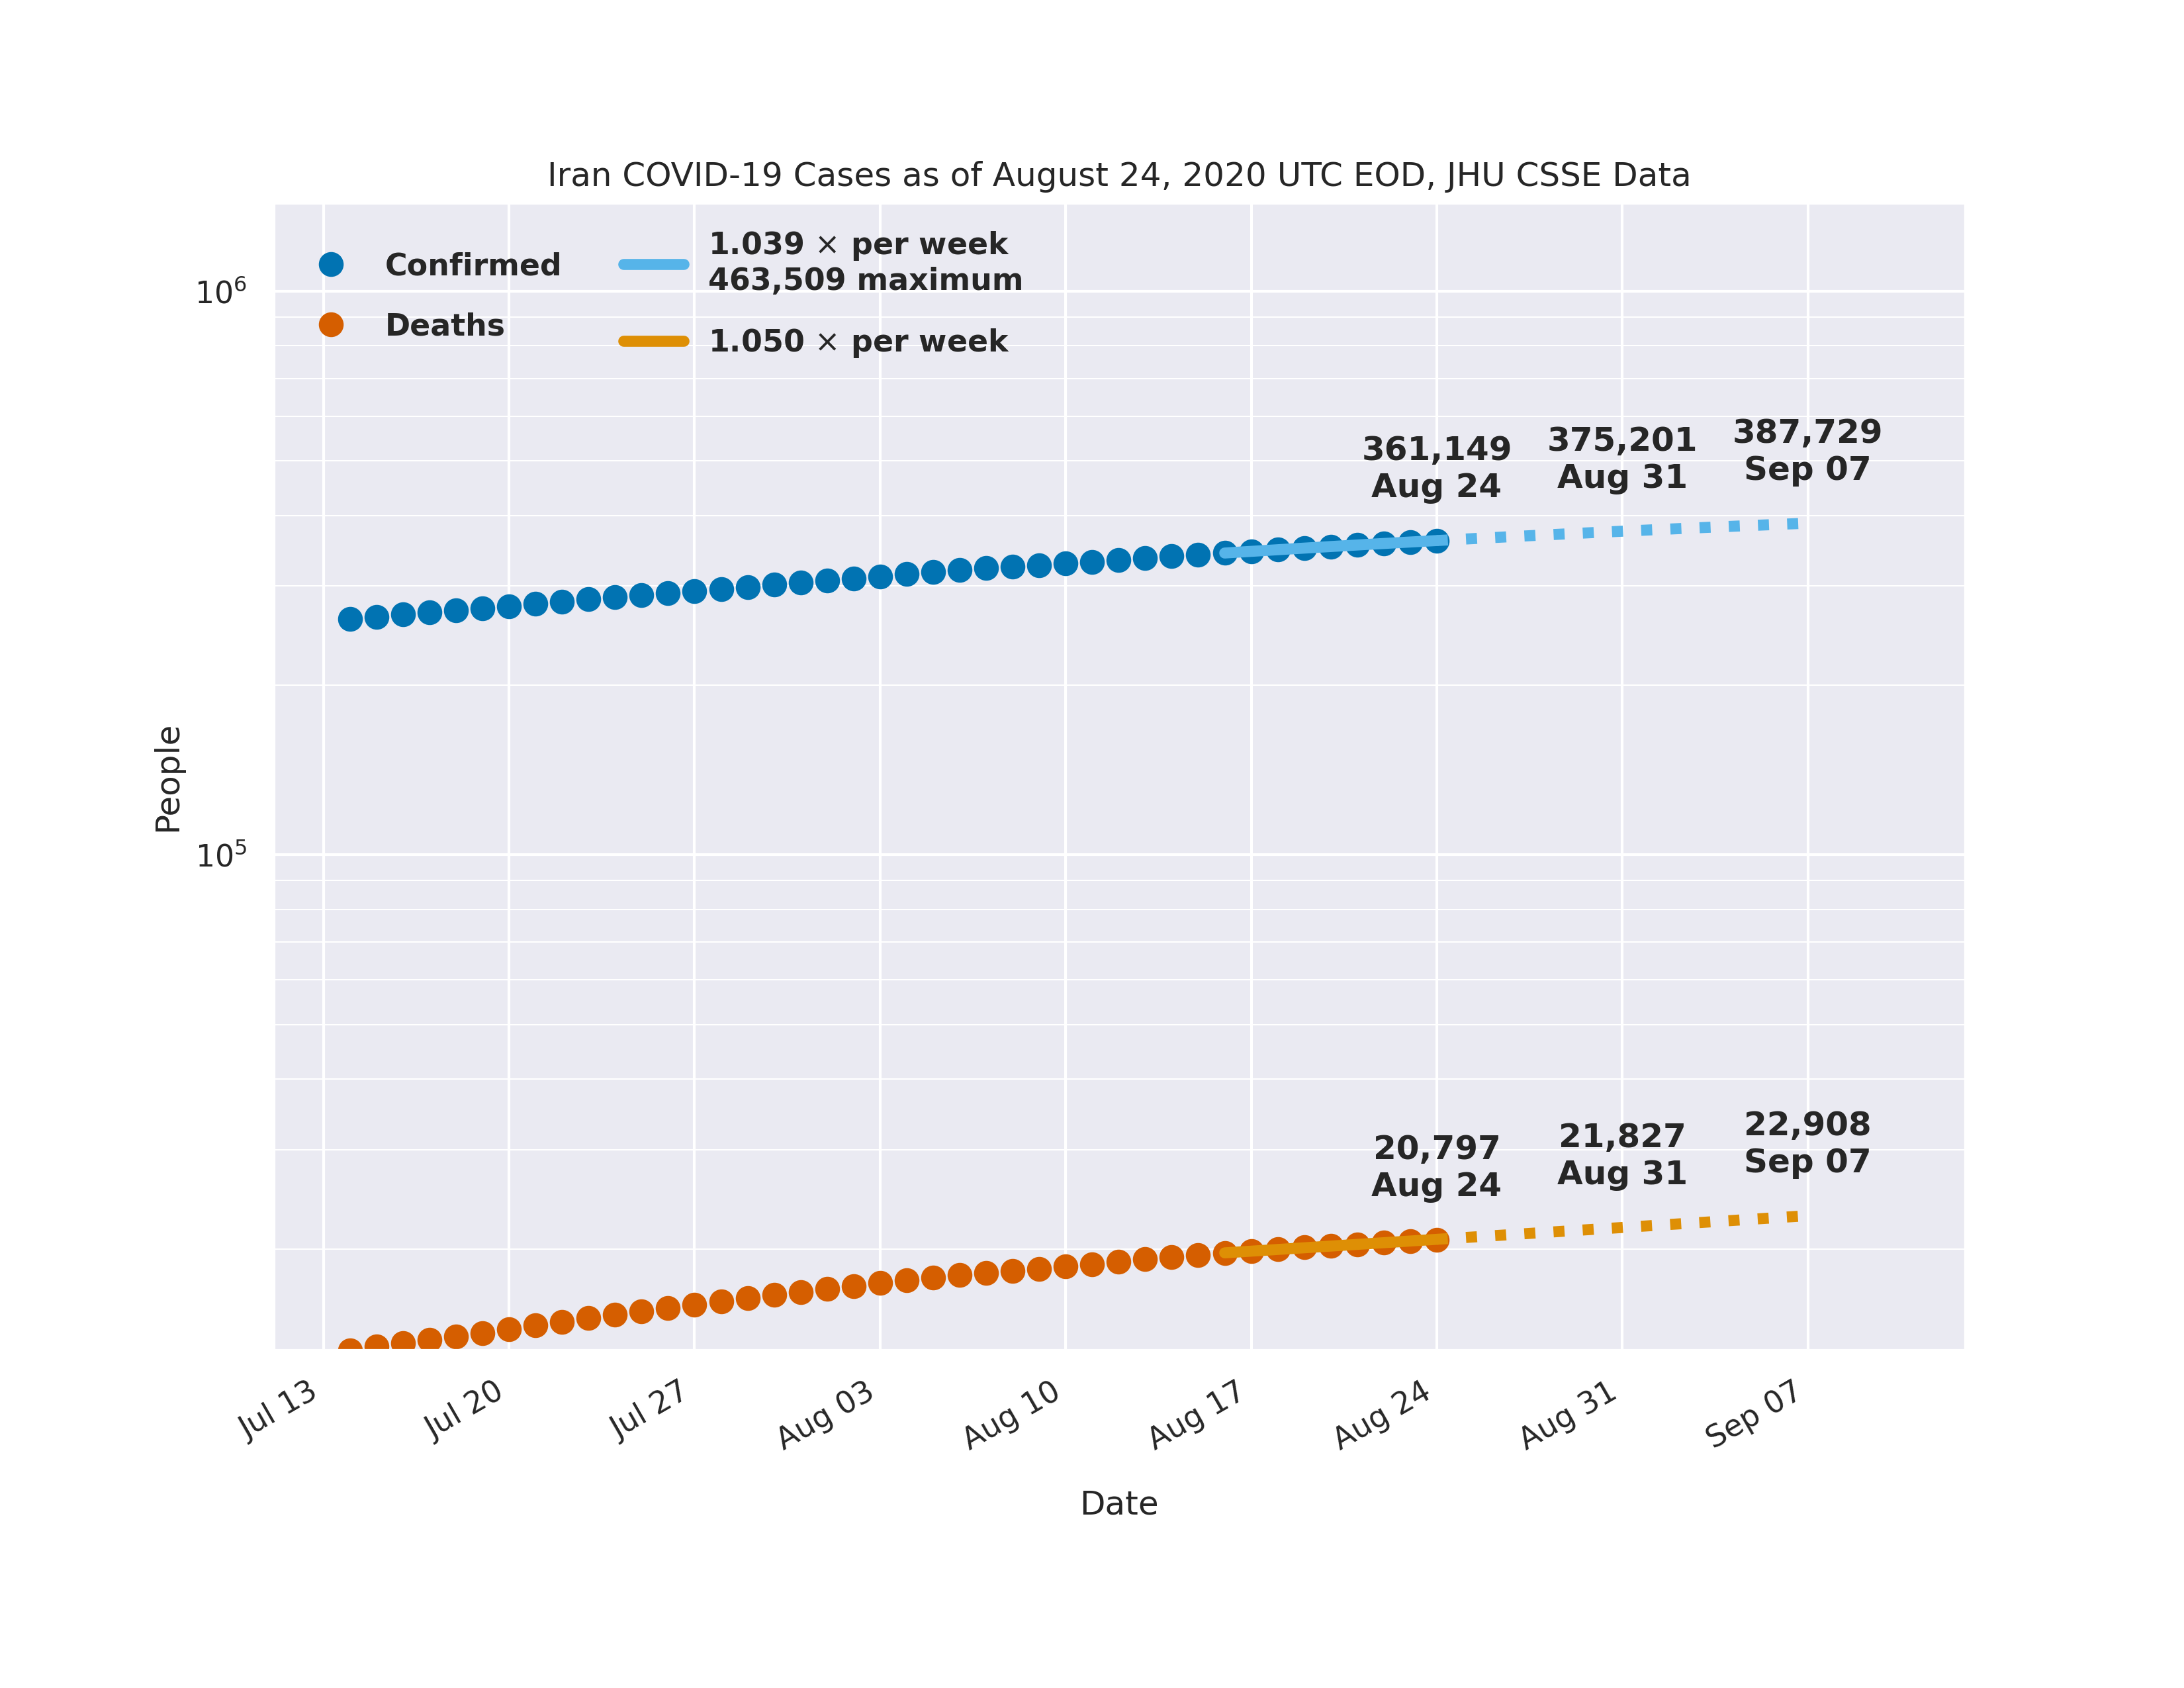 Iran COVID-19 Cases as of August 24, 2020 UTC EOD, JHU CSSE Data
Confirmed
Deaths
1.039 × per week
463,509 maximum
1.050 × per week
10⁶
10⁵
People
361,149
Aug 24
375,201
Aug 31
387,729
Sep 07
20,797
Aug 24
21,827
Aug 31
22,908
Sep 07
Jul 13
Jul 20
Jul 27
Aug 03
Aug 10
Aug 17
Aug 24
Aug 31
Sep 07
Date